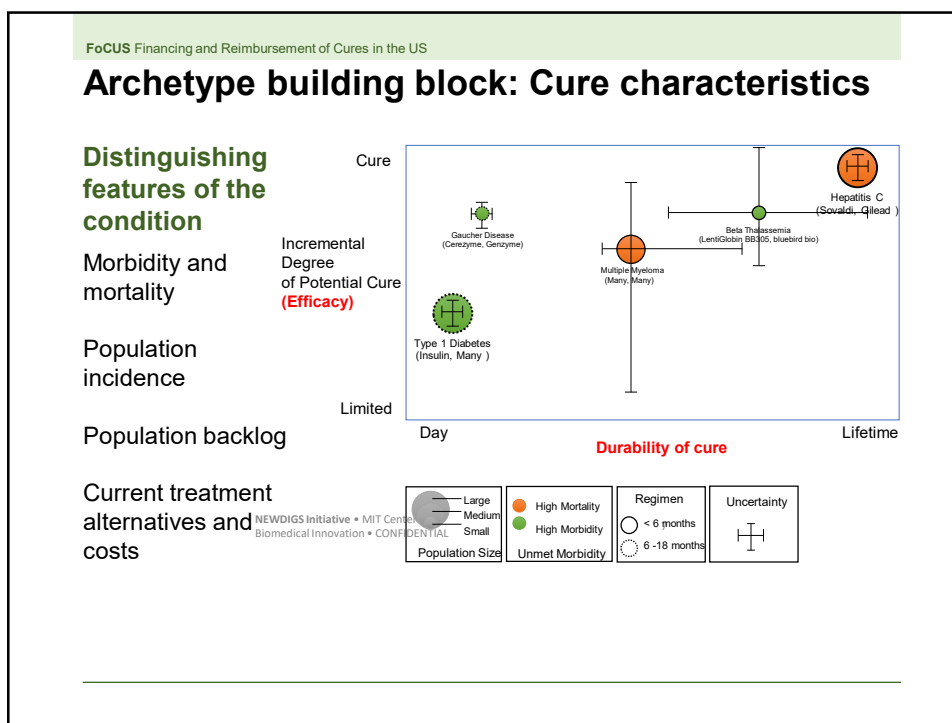 FoCUS Financing and Reimbursement of Cures in the US
Archetype building block: Cure characteristics
Distinguishing
features of the
condition
Morbidity and
mortality
Population
incidence
Population backlog
Current treatment
alternatives and
costs
Cure
Incremental
Degree
of Potential Cure
(Efficacy)
Limited
Gaucher Disease
(Cerezyme, Genzyme)
Type 1 Diabetes
(Insulin, Many )
Multiple Myeloma
(Many, Many)
Beta Thalassemia
(LentiGlobin BB305, bluebird bio)
Hepatitis C
(Sovaldi, Gilead )
Day
Durability of cure
Lifetime
NEWDIGS Initiative • MIT Center
Biomedical Innovation • CONFIDENTIAL
Large
Medium
Small
Population Size
High Mortality
High Morbidity
Unmet Morbidity
Regimen
< 6 months
6 -18 months
Uncertainty